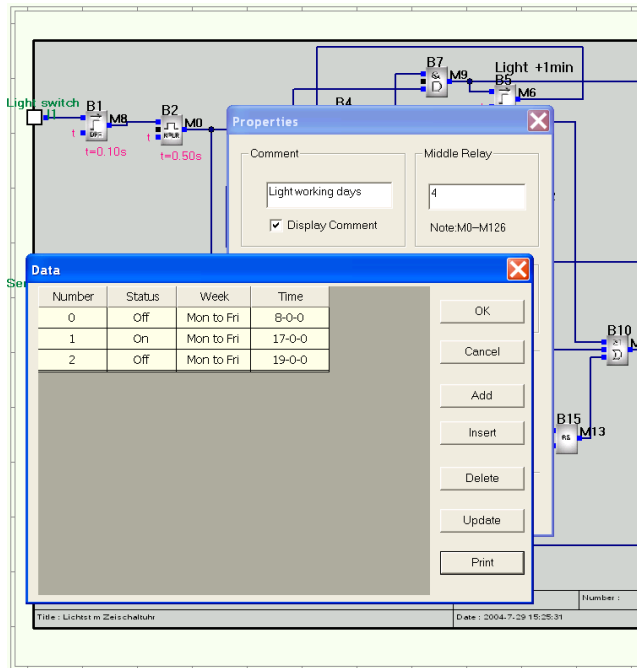 B7
&
D
M9
Light +1min
B5
M6
B4
Light switch
I1
B1
M8
B2
M0
t
t
t=0.10s
t=0.50s
Properties
Comment
Middle Relay
Light working days
4
Display Comment
Note:M0—M126
Data
Number Status Week Time
0 Off Mon to Fri 8-0-0
1 On Mon to Fri 17-0-0
2 Off Mon to Fri 19-0-0
OK
Cancel
Add
Insert
Delete
Update
Print
B10
&
D
B15
RS
M13
Number :
Title : Lichtst m Zeischaltuhr
Date : 2004-7-29 15:25:31